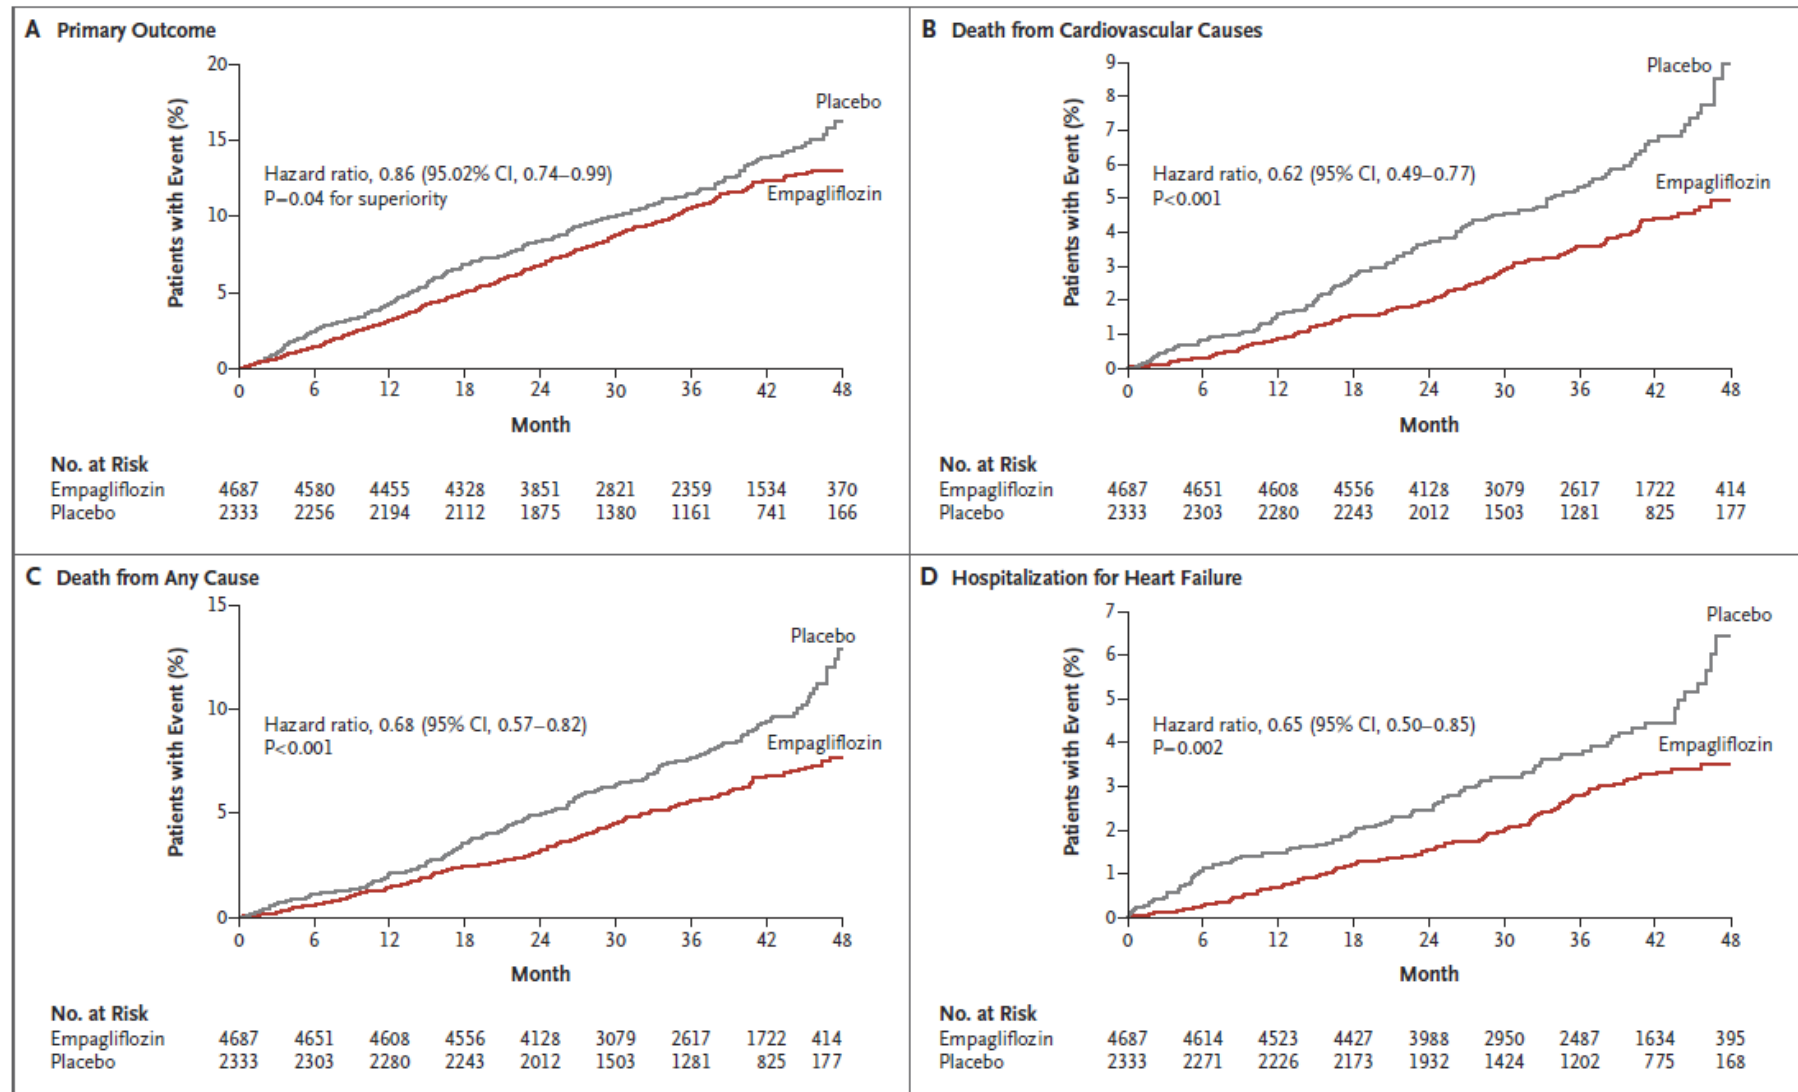 A Primary Outcome
20
15
10
5
0
Patients with Event (%)
Placebo
Hazard ratio, 0.86 (95.02% CI, 0.74–0.99)
P=0.04 for superiority
Empagliflozin
0 6 12 18 24 30 36 42 48
Month
No. at Risk
Empagliflozin 4687 4580 4455 4328 3851 2821 2359 1534 370
Placebo 2333 2256 2194 2112 1875 1380 1161 741 166
B Death from Cardiovascular Causes
9
8
7
6
5
4
3
2
1
0
Patients with Event (%)
Placebo
Hazard ratio, 0.62 (95% CI, 0.49–0.77)
P<0.001
Empagliflozin
0 6 12 18 24 30 36 42 48
Month
No. at Risk
Empagliflozin 4687 4651 4608 4556 4128 3079 2617 1722 414
Placebo 2333 2303 2280 2243 2012 1503 1281 825 177
C Death from Any Cause
15
10
5
0
Patients with Event (%)
Placebo
Hazard ratio, 0.68 (95% CI, 0.57–0.82)
P<0.001
Empagliflozin
0 6 12 18 24 30 36 42 48
Month
No. at Risk
Empagliflozin 4687 4651 4608 4556 4128 3079 2617 1722 414
Placebo 2333 2303 2280 2243 2012 1503 1281 825 177
D Hospitalization for Heart Failure
7
6
5
4
3
2
1
0
Patients with Event (%)
Placebo
Hazard ratio, 0.65 (95% CI, 0.50–0.85)
P=0.002
Empagliflozin
0 6 12 18 24 30 36 42 48
Month
No. at Risk
Empagliflozin 4687 4614 4523 4427 3988 2950 2487 1634 395
Placebo 2333 2271 2226 2173 1932 1424 1202 775 168